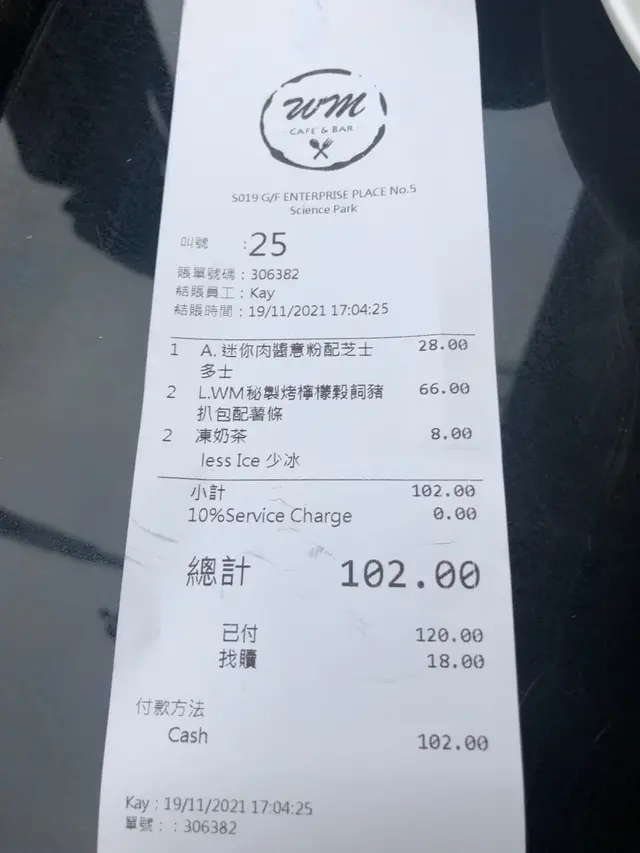 WM
CAFE & BAR
S019 G/F ENTERPRISE PLACE No.5
Science Park
叫號 :25
賬單號碼：306382
結賬員工：Kay
結賬時間：19/11/2021 17:04:25
1 A. 迷你肉醬意粉配芝士 28.00
多士
2 L.WM秘製烤檸檬穀飼豬 66.00
扒包配薯條
2 凍奶茶 8.00
less Ice 少冰
小計 102.00
10%Service Charge 0.00
總計 102.00
已付 120.00
找贖 18.00
付款方法
Cash 102.00
Kay：19/11/2021 17:04:25
單號：：306382